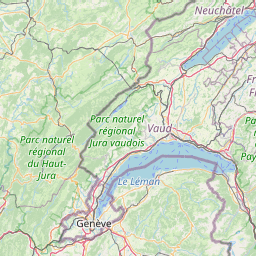 Neuchâtel
Parc naturel
régional
Jura vaudois
Vaud
Parc naturel
régional
du Haut-
Jura
Le Léman
Genève